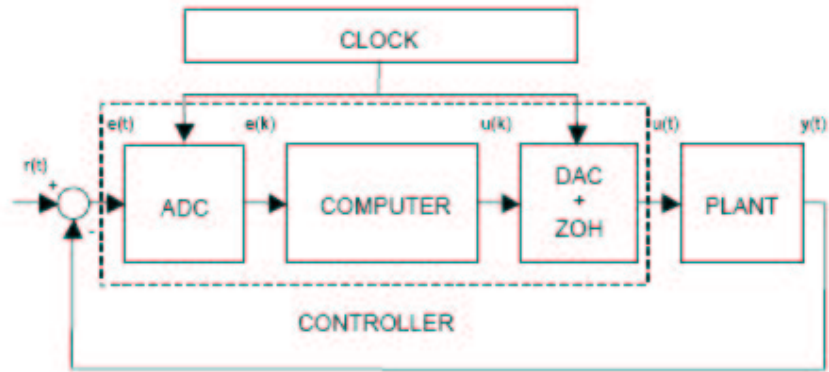 CLOCK
e(t) e(k) u(k) u(t) y(t)
r(t)
+
ADC
COMPUTER
DAC
+
ZOH
PLANT
-
CONTROLLER